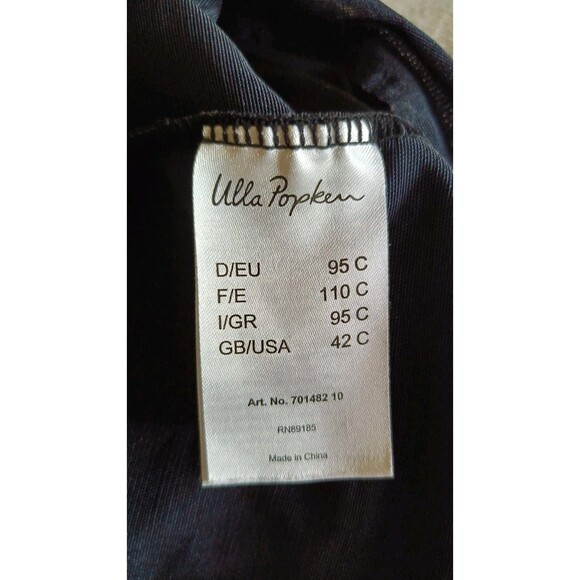 Ulla Popken
D/EU 95 C
F/E 110 C
I/GR 95 C
GB/USA 42 C
Art. No. 701482 10
RN89185
Made in China